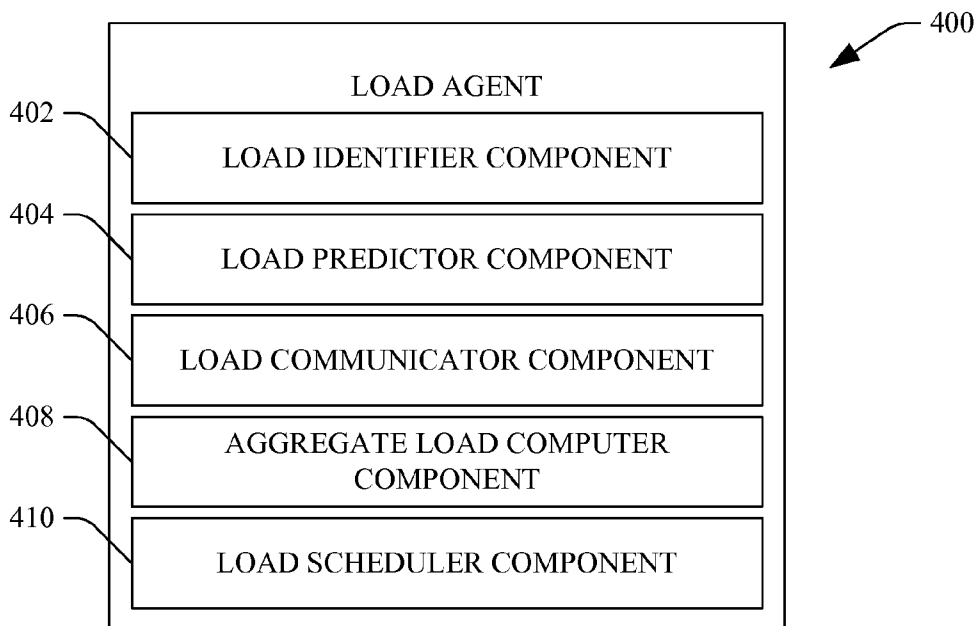 400
LOAD AGENT
402
LOAD IDENTIFIER COMPONENT
404
LOAD PREDICTOR COMPONENT
406
LOAD COMMUNICATOR COMPONENT
408
AGGREGATE LOAD COMPUTER
COMPONENT
410
LOAD SCHEDULER COMPONENT